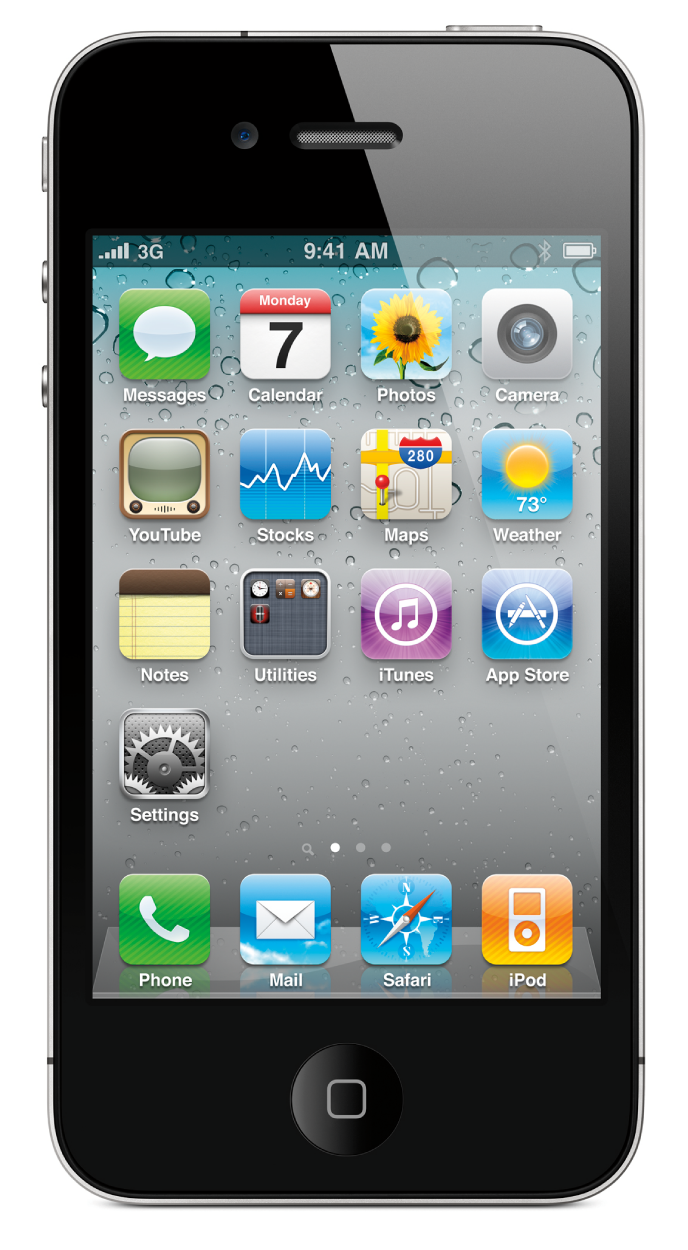 3G 9:41 AM
Monday
7
280
73°
Messages Calendar Photos Camera
YouTube Stocks Maps Weather
Notes Utilities iTunes App Store
Settings
N
Phone Mail Safari iPod